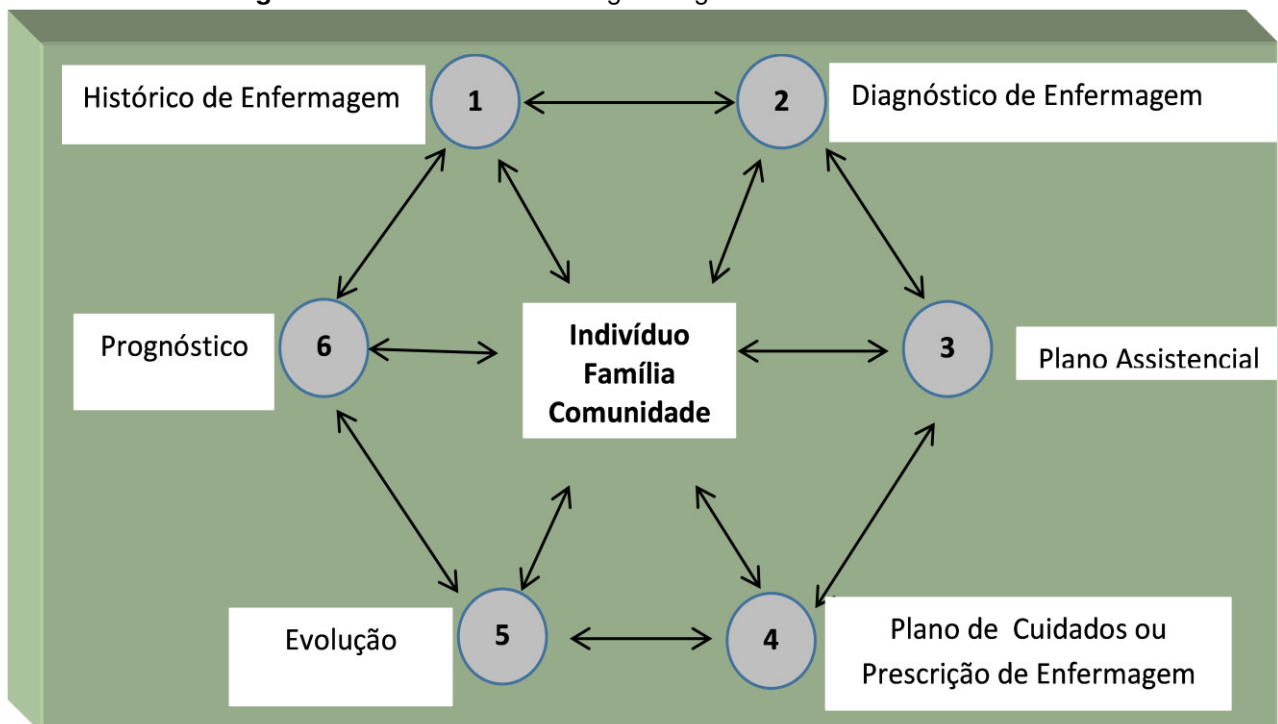 Histórico de Enfermagem
1
2
Diagnóstico de Enfermagem
Prognóstico
6
Indivíduo
Família
Comunidade
3
Plano Assistencial
Evolução
5
4
Plano de Cuidados ou
Prescrição de Enfermagem